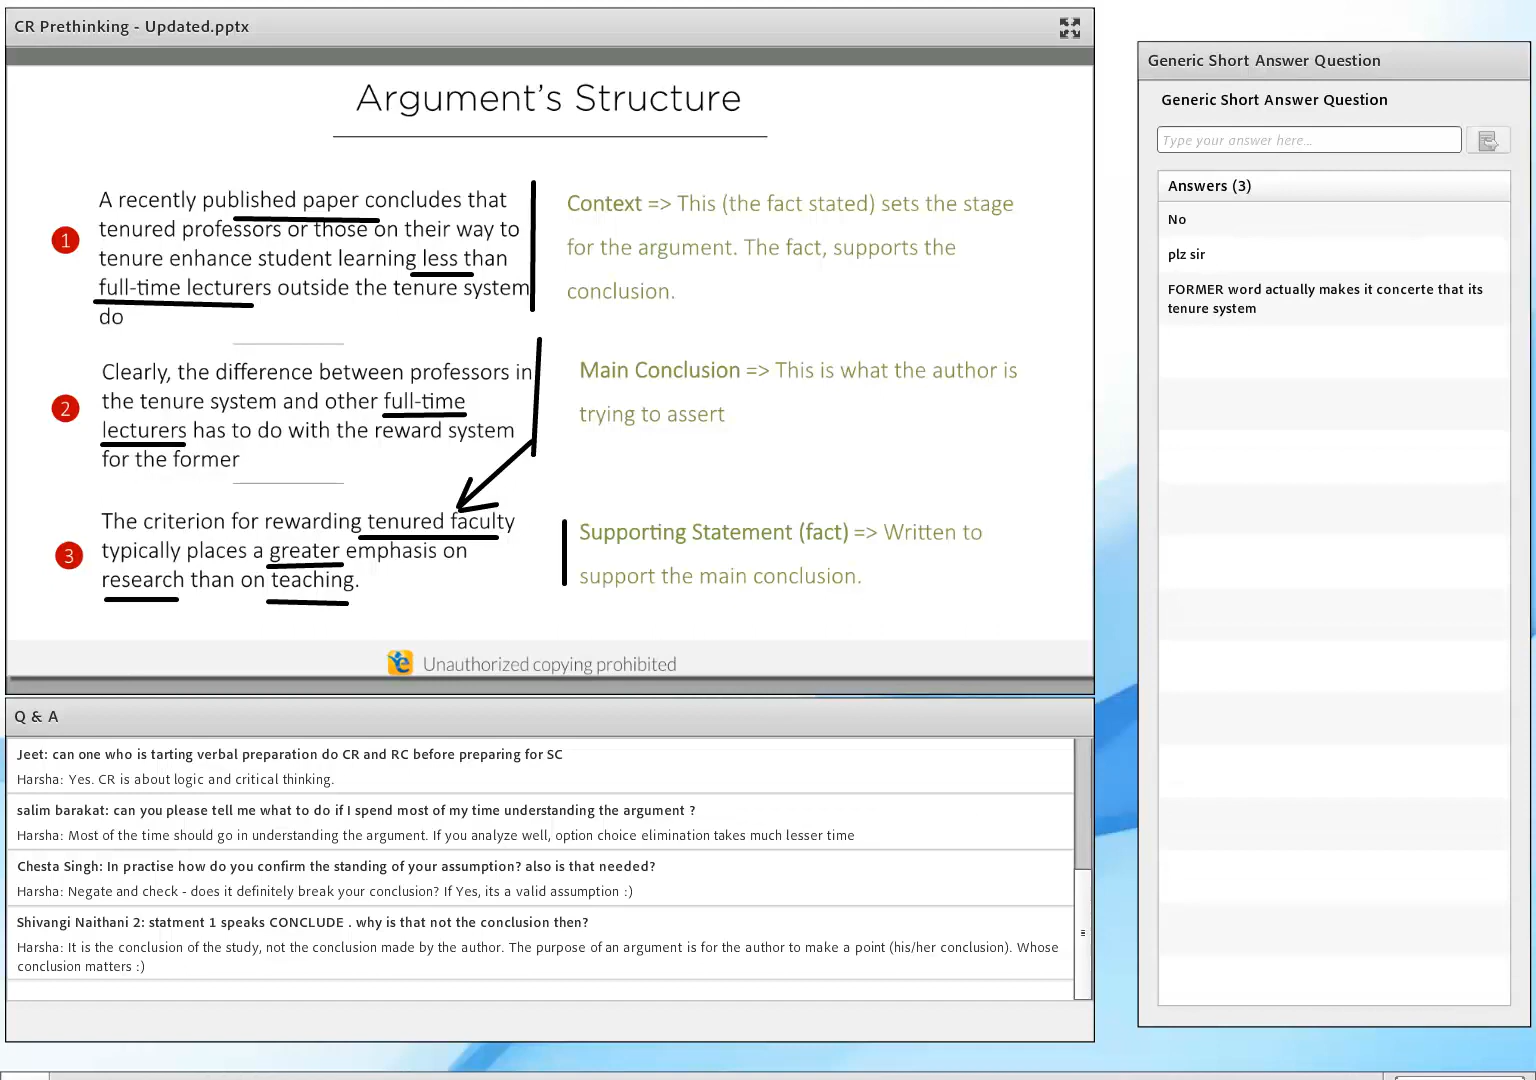 CR Prethinking - Updated.pptx
Argument's Structure
1
A recently published paper concludes that
tenured professors or those on their way to
tenure enhance student learning less than
full-time lecturers outside the tenure system
do
Context => This (the fact stated) sets the stage
for the argument. The fact, supports the
conclusion.
2
Clearly, the difference between professors in
the tenure system and other full-time
lecturers has to do with the reward system
for the former
Main Conclusion => This is what the author is
trying to assert
3
The criterion for rewarding tenured faculty
typically places a greater emphasis on
research than on teaching.
Supporting Statement (fact) => Written to
support the main conclusion.
Unauthorized copying prohibited
Q & A
Jeet: can one who is tarting verbal preparation do CR and RC before preparing for SC
Harsha: Yes. CR is about logic and critical thinking.
salim barakat: can you please tell me what to do if I spend most of my time understanding the argument ?
Harsha: Most of the time should go in understanding the argument. If you analyze well, option choice elimination takes much lesser time
Chesta Singh: In practise how do you confirm the standing of your assumption? also is that needed?
Harsha: Negate and check - does it definitely break your conclusion? If Yes, its a valid assumption :)
Shivangi Naithani 2: statment 1 speaks CONCLUDE . why is that not the conclusion then?
Harsha: It is the conclusion of the study, not the conclusion made by the author. The purpose of an argument is for the author to make a point (his/her conclusion). Whose
conclusion matters :)
Generic Short Answer Question
Generic Short Answer Question
Type your answer here...
Answers (3)
No
plz sir
FORMER word actually makes it concerte that its
tenure system